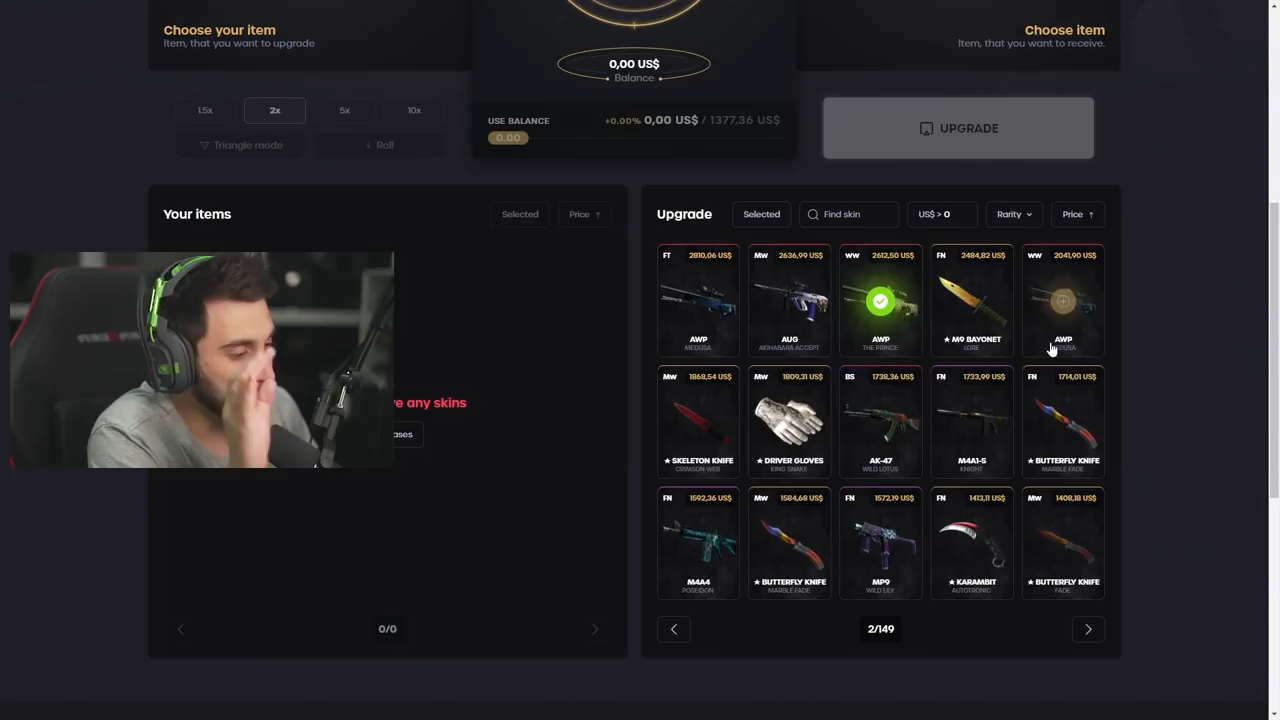 Choose your item
Item, that you want to upgrade
Choose item
Item, that you want to receive.
0,00 US$
Balance
1.5x
2x
5x
10x
Triangle mode
Roll
USE BALANCE
+0.00% 0,00 US$ / 1377,36 US$
0.00
UPGRADE
Your items
Selected
Price
Upgrade
Selected
Find skin
US$ > 0
Rarity
Price
FT 2810,06 US$
AWP
MEDUSA
MW 2636,99 US$
AUG
AKIHABARA ACCEPT
WW 2612,50 US$
AWP
THE PRINCE
FN 2484,82 US$
★ M9 BAYONET
LORE
WW 2041,90 US$
AWP
MW 1868,54 US$
★ SKELETON KNIFE
CRIMSON WEB
MW 1809,31 US$
★ DRIVER GLOVES
KING SNAKE
BS 1738,36 US$
AK-47
WILD LOTUS
FN 1733,99 US$
M4A1-S
KNIGHT
FN 1714,01 US$
★ BUTTERFLY KNIFE
MARBLE FADE
FN 1592,36 US$
M4A4
POSEIDON
MW 1584,68 US$
★ BUTTERFLY KNIFE
MARBLE FADE
FN 1572,19 US$
MP9
WILD LILY
FN 1413,11 US$
★ KARAMBIT
AUTOTRONIC
MW 1408,18 US$
★ BUTTERFLY KNIFE
FADE
any skins
0/0
2/149